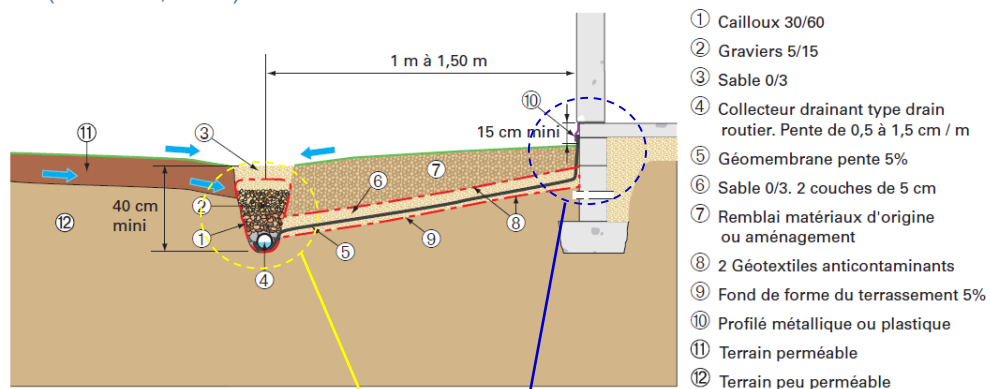 1 m à 1,50 m
⑩
15 cm mini
⑪
③
⑥
⑦
②
40 cm
mini
⑫
①
⑤
⑨
⑧
④
① Cailloux 30/60
② Graviers 5/15
③ Sable 0/3
④ Collecteur drainant type drain
routier. Pente de 0,5 à 1,5 cm / m
⑤ Géomembrane pente 5%
⑥ Sable 0/3. 2 couches de 5 cm
⑦ Remblai matériaux d'origine
ou aménagement
⑧ 2 Géotextiles anticontaminants
⑨ Fond de forme du terrassement 5%
⑩ Profilé métallique ou plastique
⑪ Terrain perméable
⑫ Terrain peu perméable